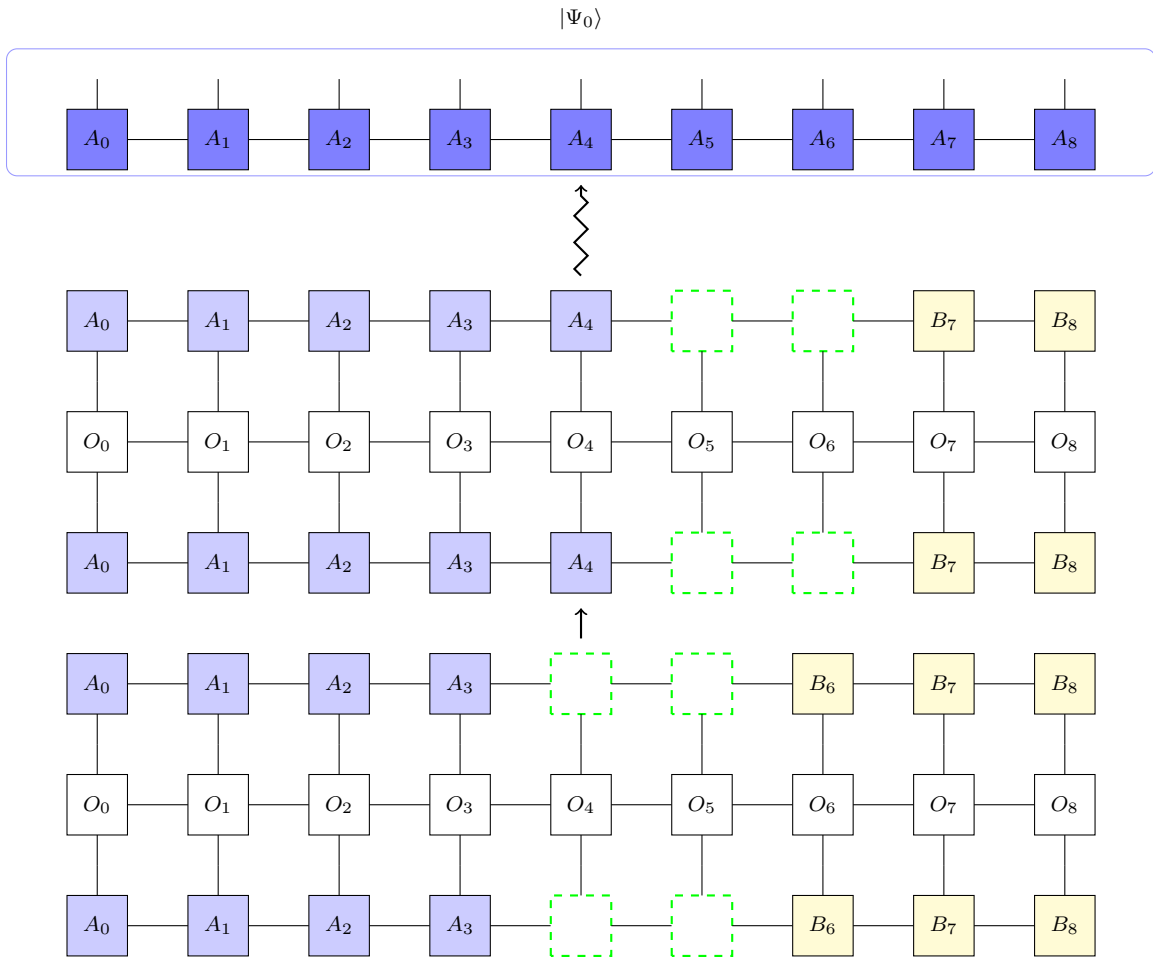 |Ψ₀⟩
A₀ A₁ A₂ A₃ A₄ A₅ A₆ A₇ A₈
A₀ A₁ A₂ A₃ A₄ B₇ B₈
O₀ O₁ O₂ O₃ O₄ O₅ O₆ O₇ O₈
A₀ A₁ A₂ A₃ A₄ B₇ B₈
A₀ A₁ A₂ A₃ B₆ B₇ B₈
O₀ O₁ O₂ O₃ O₄ O₅ O₆ O₇ O₈
A₀ A₁ A₂ A₃ B₆ B₇ B₈